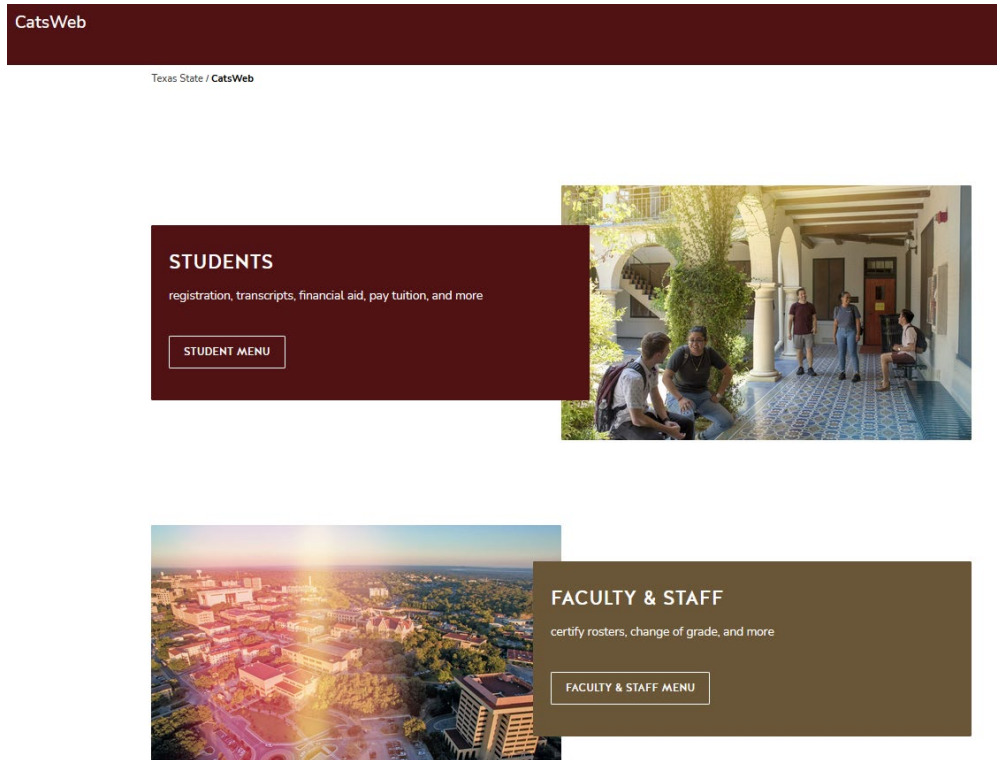 CatsWeb
Texas State / CatsWeb
STUDENTS
registration, transcripts, financial aid, pay tuition, and more
STUDENT MENU
FACULTY & STAFF
certify rosters, change of grade, and more
FACULTY & STAFF MENU